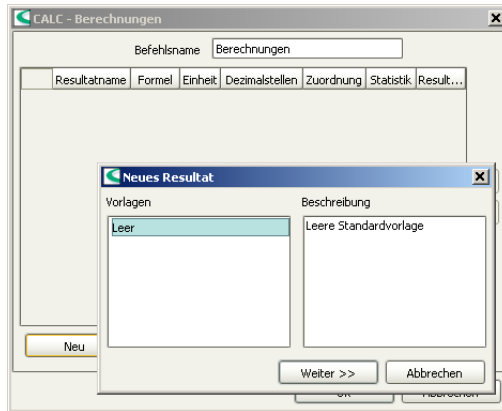 CALC - Berechnungen
Befehlsname Berechnungen
Resultatname Formel Einheit Dezimalstellen Zuordnung Statistik Result...
Neues Resultat
Vorlagen Beschreibung
Leer Leere Standardvorlage
Neu
Weiter >> Abbrechen